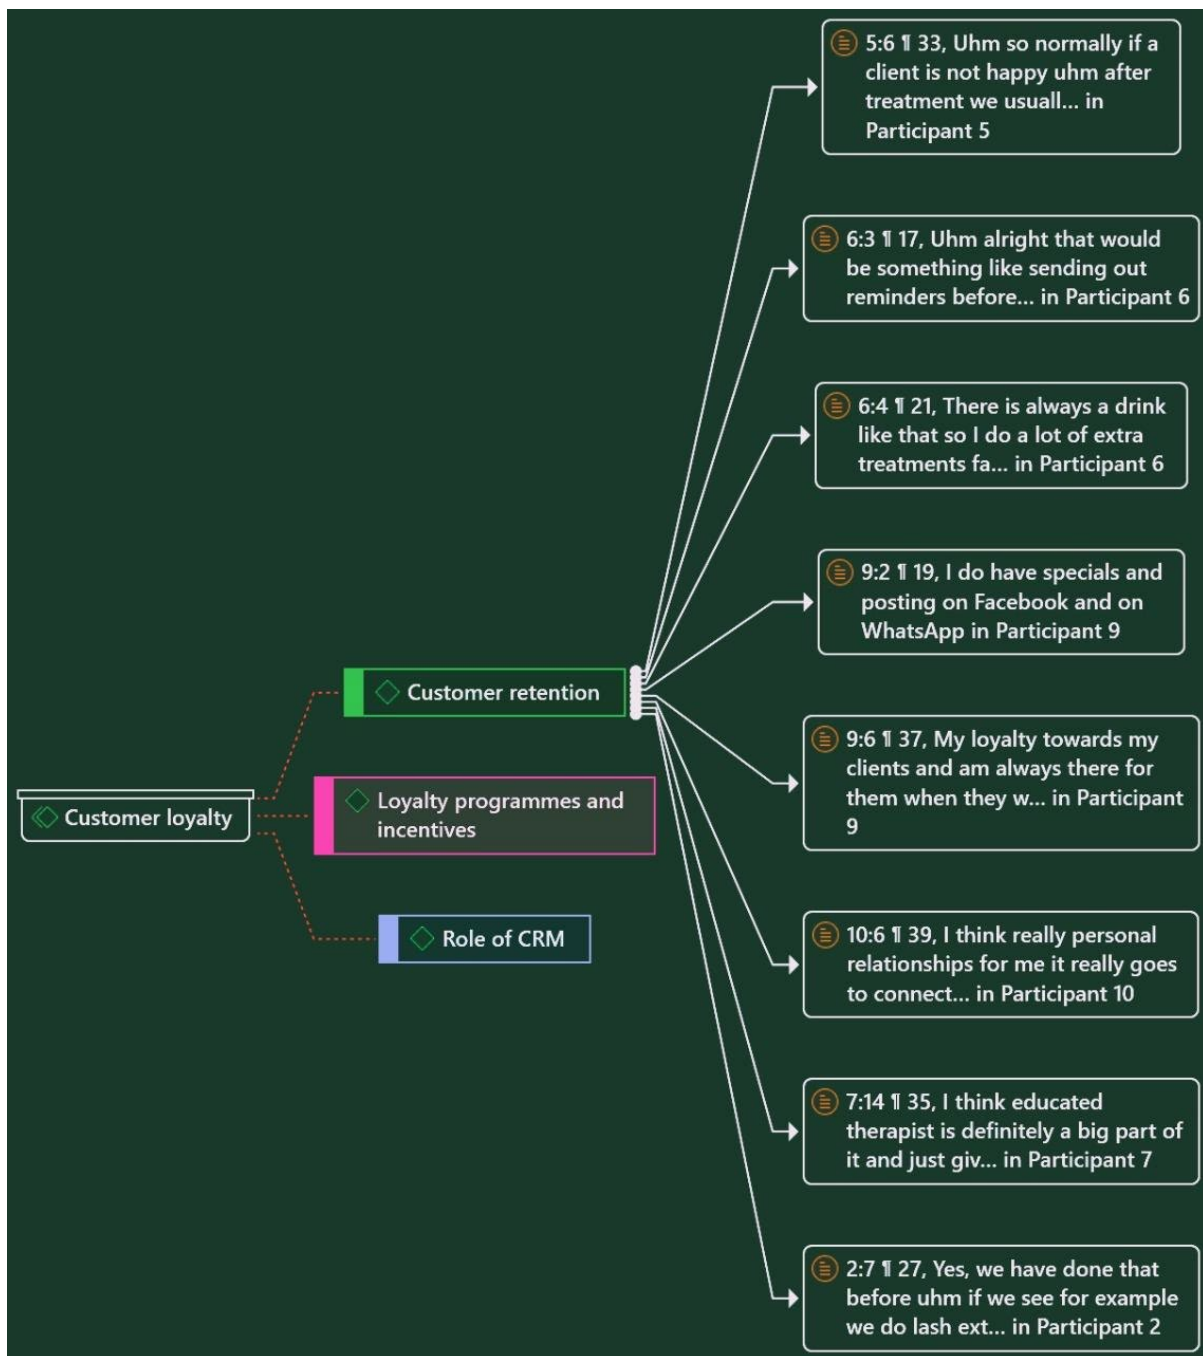 5:6 ¶ 33, Uhm so normally if a
client is not happy uhm after
treatment we usuall... in
Participant 5
6:3 ¶ 17, Uhm alright that would
be something like sending out
reminders before... in Participant 6
6:4 ¶ 21, There is always a drink
like that so I do a lot of extra
treatments fa... in Participant 6
9:2 ¶ 19, I do have specials and
posting on Facebook and on
WhatsApp in Participant 9
Customer retention
Loyalty programmes and
incentives
Customer loyalty
Role of CRM
9:6 ¶ 37, My loyalty towards my
clients and am always there for
them when they w... in Participant
9
10:6 ¶ 39, I think really personal
relationships for me it really goes
to connect... in Participant 10
7:14 ¶ 35, I think educated
therapist is definitely a big part of
it and just giv... in Participant 7
2:7 ¶ 27, Yes, we have done that
before uhm if we see for example
we do lash ext... in Participant 2